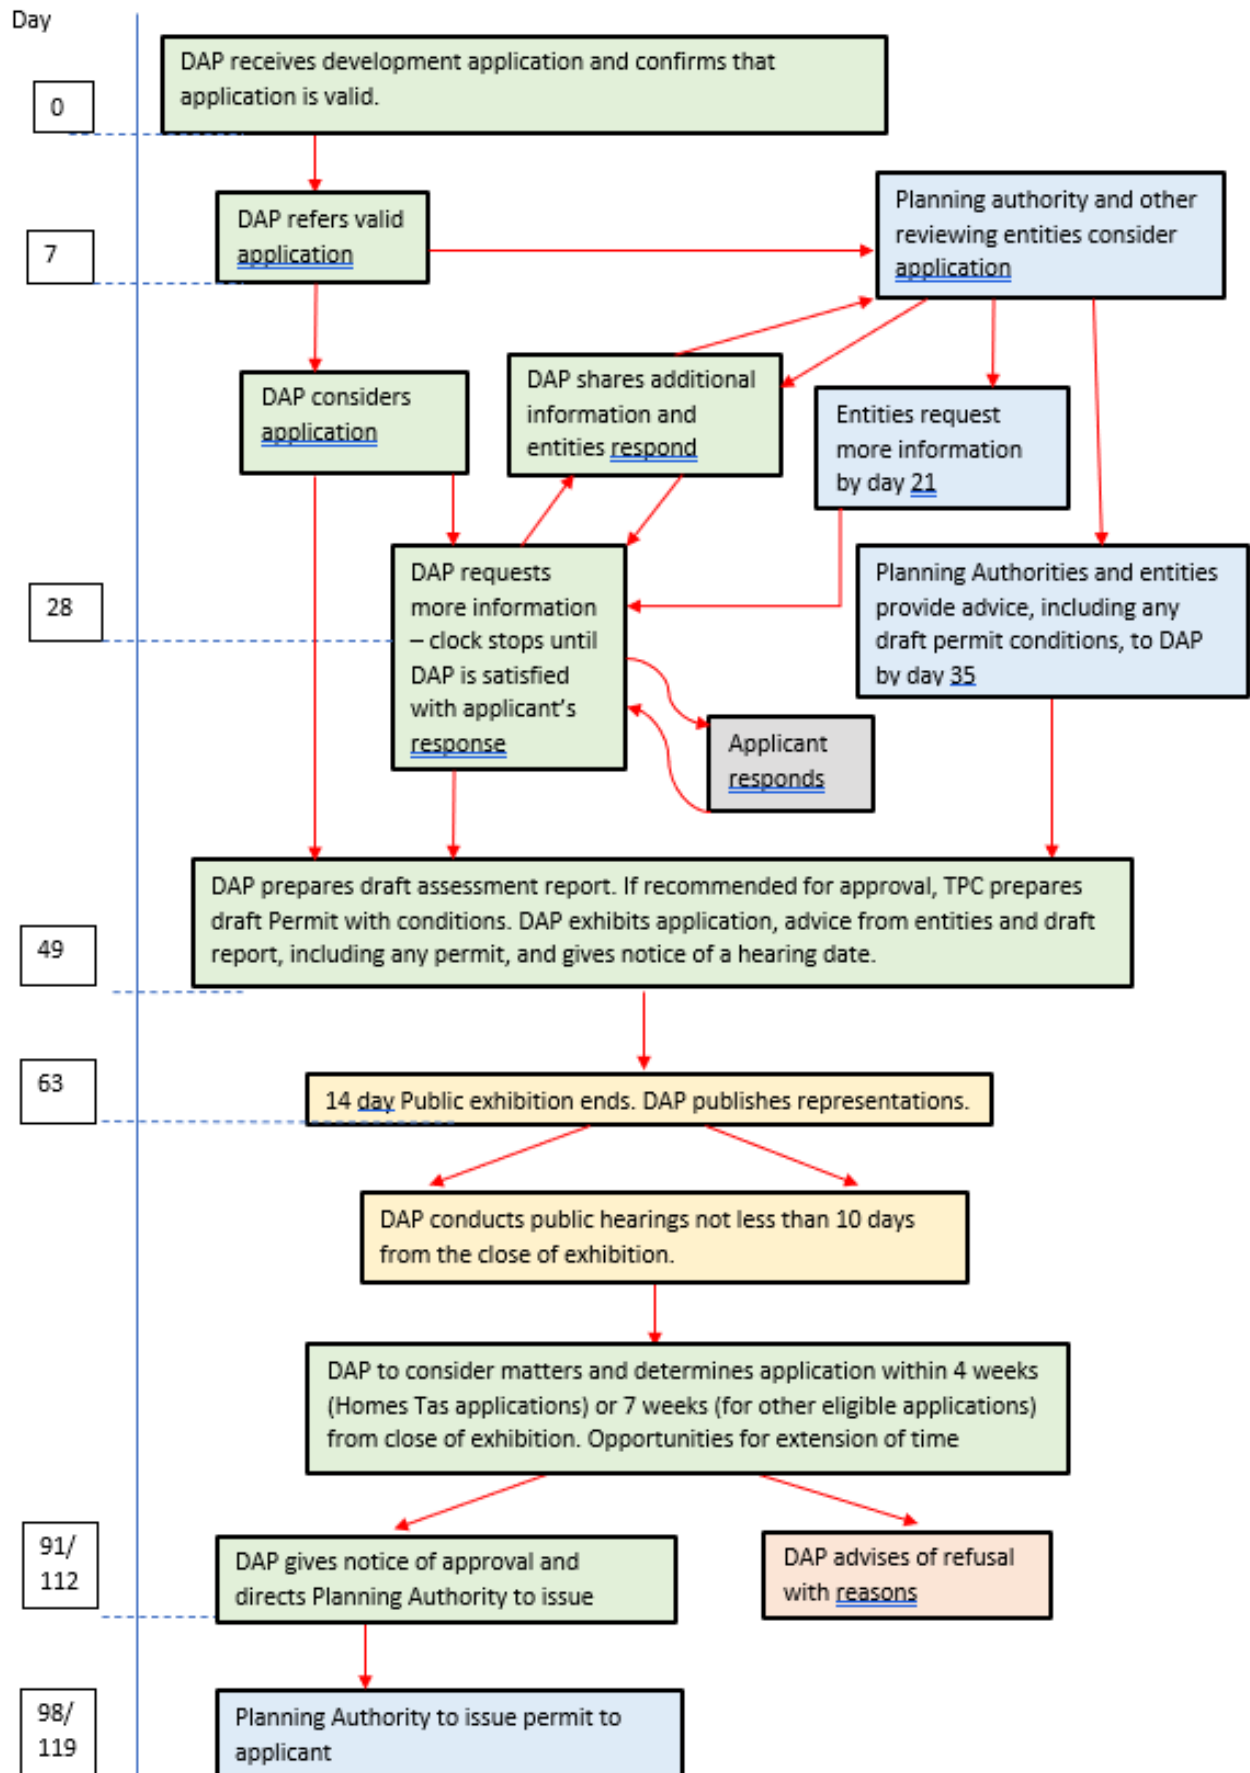 Day
DAP receives development application and confirms that
application is valid.
0
DAP refers valid
application
Planning authority and other
reviewing entities consider
application
7
DAP considers
application
DAP shares additional
information and
entities respond
Entities request
more information
by day 21
DAP requests
more information
– clock stops until
DAP is satisfied
with applicant's
response
Planning Authorities and entities
provide advice, including any
draft permit conditions, to DAP
by day 35
28
Applicant
responds
DAP prepares draft assessment report. If recommended for approval, TPC prepares
draft Permit with conditions. DAP exhibits application, advice from entities and draft
report, including any permit, and gives notice of a hearing date.
49
63
14 day Public exhibition ends. DAP publishes representations.
DAP conducts public hearings not less than 10 days
from the close of exhibition.
DAP to consider matters and determines application within 4 weeks
(Homes Tas applications) or 7 weeks (for other eligible applications)
from close of exhibition. Opportunities for extension of time
91/
112
DAP gives notice of approval and
directs Planning Authority to issue
DAP advises of refusal
with reasons
98/
119
Planning Authority to issue permit to
applicant